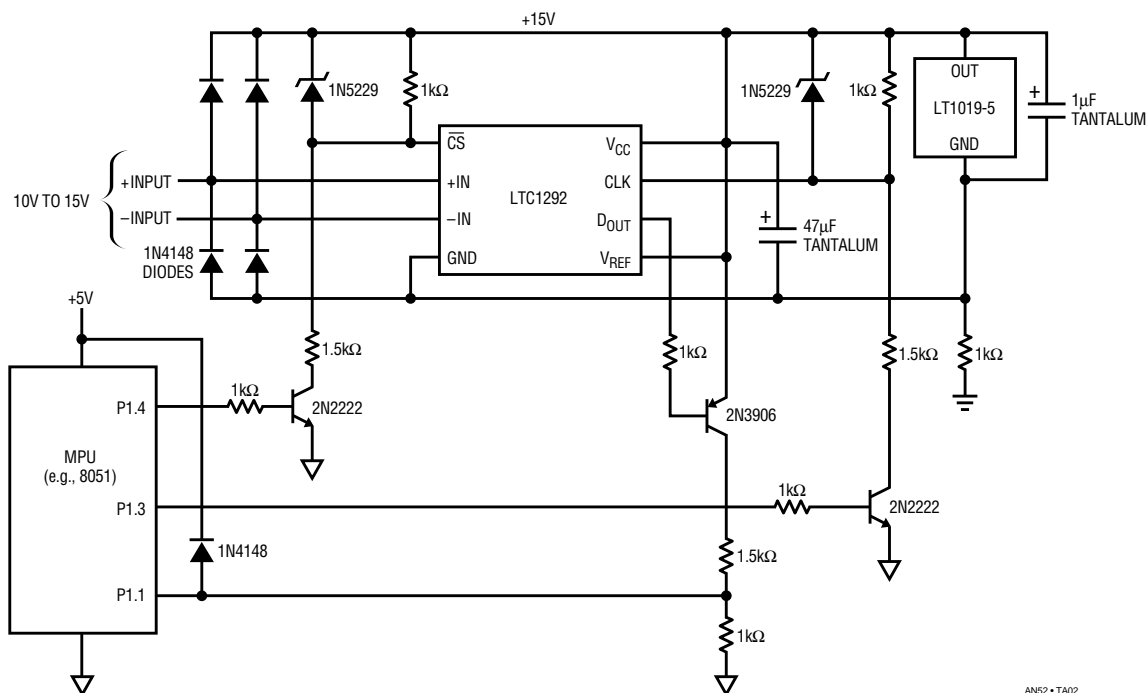 +15V
1N5229
1kΩ
1N5229
1kΩ
OUT
LT1019-5
GND
+
1µF
TANTALUM
10V TO 15V
+INPUT
–INPUT
1N4148
DIODES
CS
+IN
–IN
GND
LTC1292
VCC
CLK
DOUT
VREF
+
47µF
TANTALUM
+5V
1.5kΩ
1kΩ
1.5kΩ
1kΩ
P1.4
1kΩ
2N2222
2N3906
MPU
(e.g., 8051)
P1.3
1kΩ
2N2222
1N4148
1.5kΩ
P1.1
1kΩ
AN52 • TA02